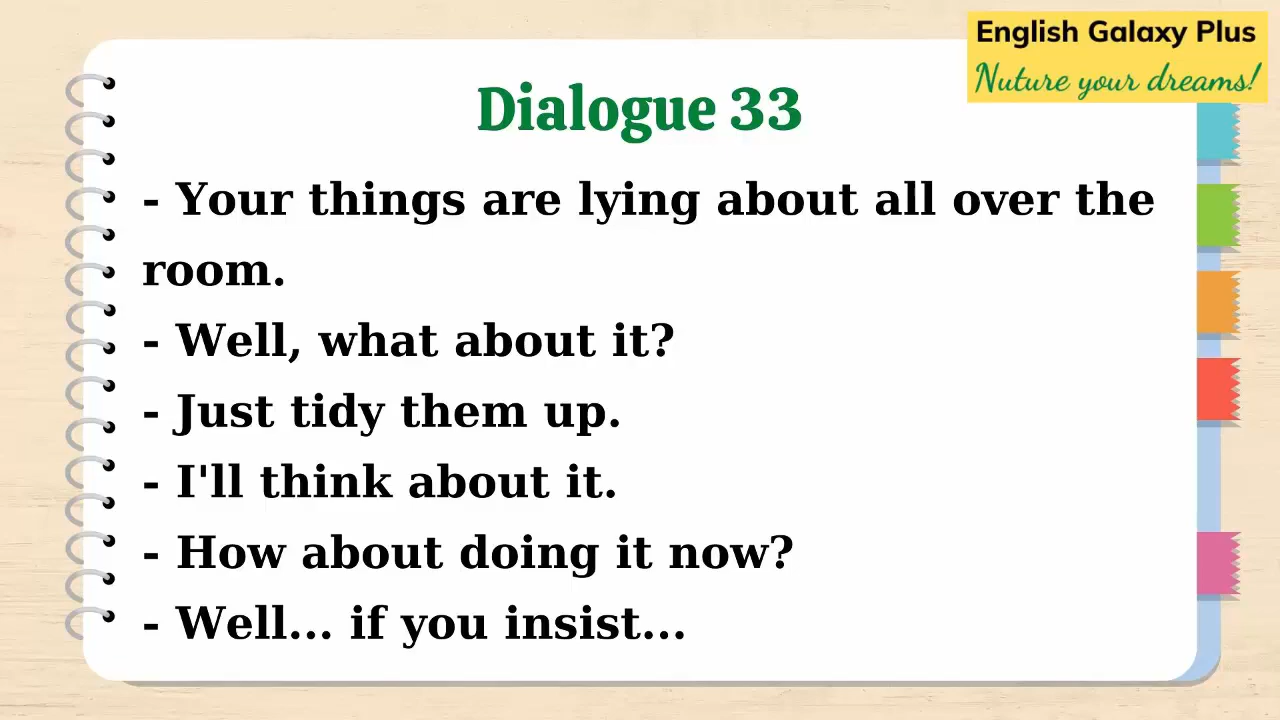 English Galaxy Plus
Nuture your dreams!
Dialogue 33
- Your things are lying about all over the
room.
- Well, what about it?
- Just tidy them up.
- I'll think about it.
- How about doing it now?
- Well... if you insist...